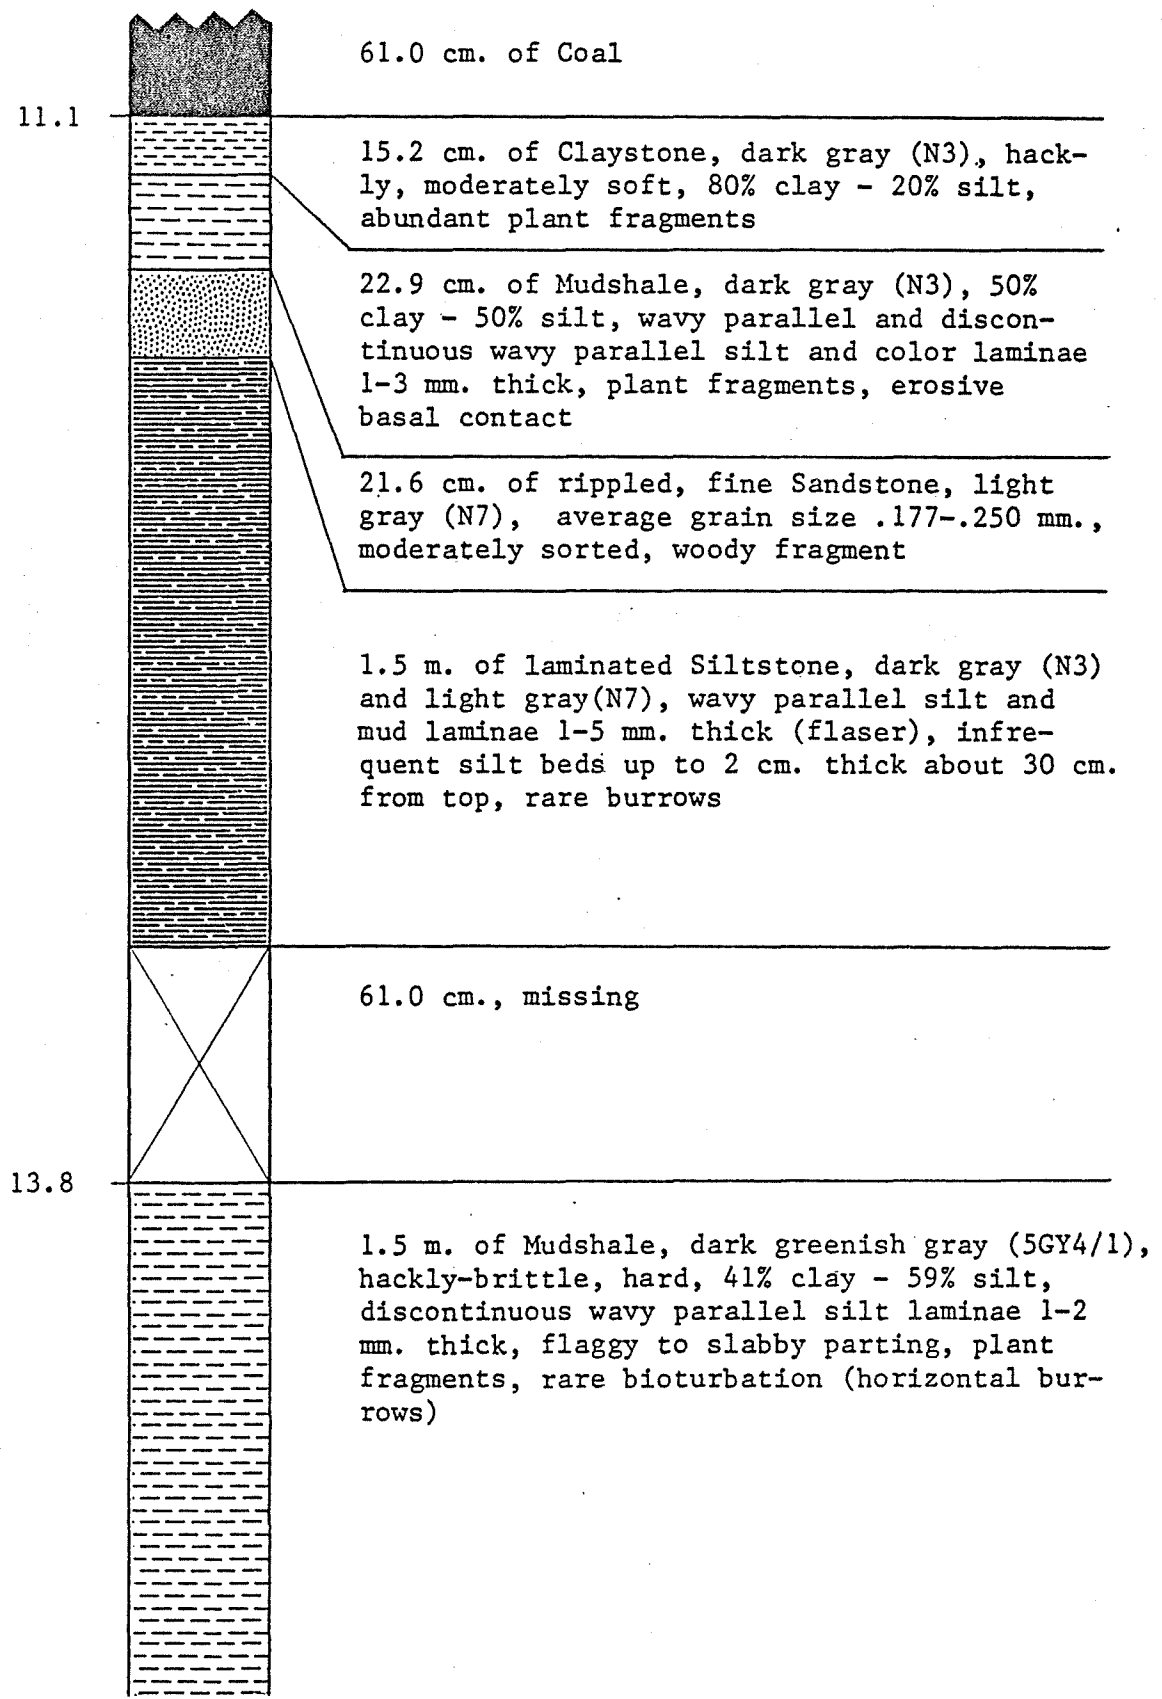 61.0 cm. of Coal
11.1
15.2 cm. of Claystone, dark gray (N3), hack-
ly, moderately soft, 80% clay - 20% silt,
abundant plant fragments
22.9 cm. of Mudshale, dark gray (N3), 50%
clay - 50% silt, wavy parallel and discon-
tinuous wavy parallel silt and color laminae
1-3 mm. thick, plant fragments, erosive
basal contact
21.6 cm. of rippled, fine Sandstone, light
gray (N7), average grain size .177-.250 mm.,
moderately sorted, woody fragment
1.5 m. of laminated Siltstone, dark gray (N3)
and light gray(N7), wavy parallel silt and
mud laminae 1-5 mm. thick (flaser), infre-
quent silt beds up to 2 cm. thick about 30 cm.
from top, rare burrows
61.0 cm., missing
13.8
1.5 m. of Mudshale, dark greenish gray (5GY4/1),
hackly-brittle, hard, 41% clay - 59% silt,
discontinuous wavy parallel silt laminae 1-2
mm. thick, flaggy to slabby parting, plant
fragments, rare bioturbation (horizontal bur-
rows)